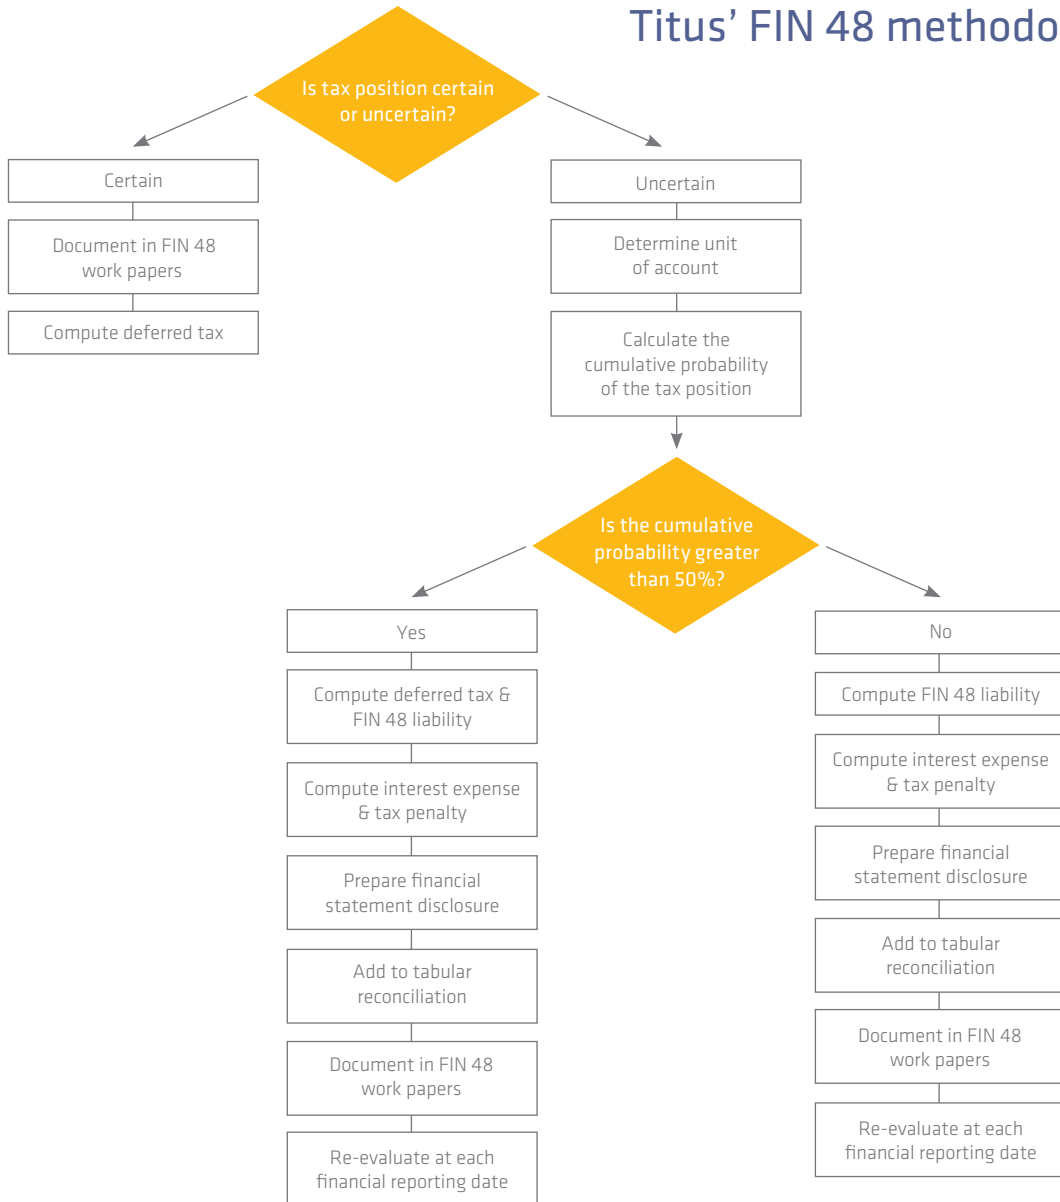 Titus’ FIN 48 methodo
Is tax position certain
or uncertain?
Certain
Document in FIN 48
work papers
Compute deferred tax
Uncertain
Determine unit
of account
Calculate the
cumulative probability
of the tax position
Is the cumulative
probability greater
than 50%?
Yes
Compute deferred tax &
FIN 48 liability
Compute interest expense
& tax penalty
Prepare financial
statement disclosure
Add to tabular
reconciliation
Document in FIN 48
work papers
Re-evaluate at each
financial reporting date
No
Compute FIN 48 liability
Compute interest expense
& tax penalty
Prepare financial
statement disclosure
Add to tabular
reconciliation
Document in FIN 48
work papers
Re-evaluate at each
financial reporting date